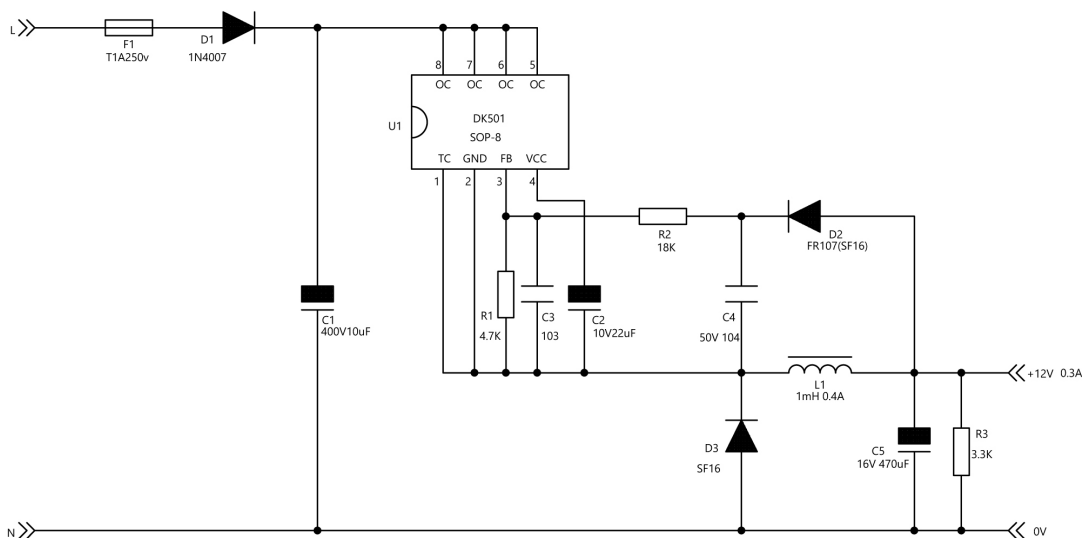 L
F1
T1A250v
D1
1N4007
8 7 6 5
OC OC OC OC
U1
DK501
SOP-8
TC GND FB VCC
1 2 3 4
R2
18K
D2
FR107(SF16)
C1
400V10uF
R1
4.7K
C3
103
C2
10V22uF
C4
50V 104
L1
1mH 0.4A
+12V 0.3A
D3
SF16
C5
16V 470uF
R3
3.3K
N
0V